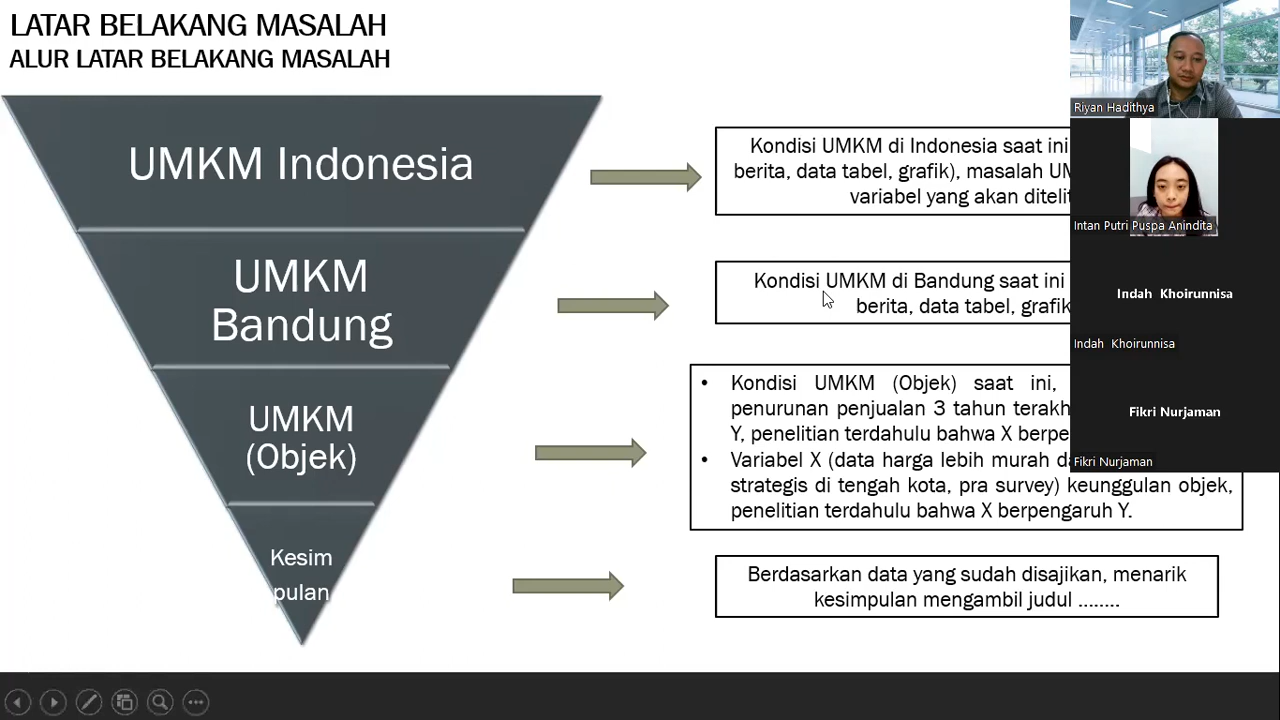 LATAR BELAKANG MASALAH
ALUR LATAR BELAKANG MASALAH
UMKM Indonesia
Kondisi UMKM di Indonesia saat ini
berita, data tabel, grafik), masalah
variabel yang akan
UMKM
Bandung
Kondisi UMKM di Bandung saat ini
berita, data tabel, grafik
UMKM
(Objek)
• Kondisi UMKM (Objek) saat ini,
penurunan penjualan 3 tahun
Y, penelitian terdahulu bahwa X
• Variabel X (data harga lebih murah
strategis di tengah kota, pra survey) keunggulan objek,
penelitian terdahulu bahwa X berpengaruh Y.
Kesim
pulan
Berdasarkan data yang sudah disajikan, menarik
kesimpulan mengambil judul ........
Riyan Hadithya
Intan Putri Puspa Anindita
Indah Khoirunnisa
Indah Khoirunnisa
Fikri Nurjaman
Fikri Nurjaman